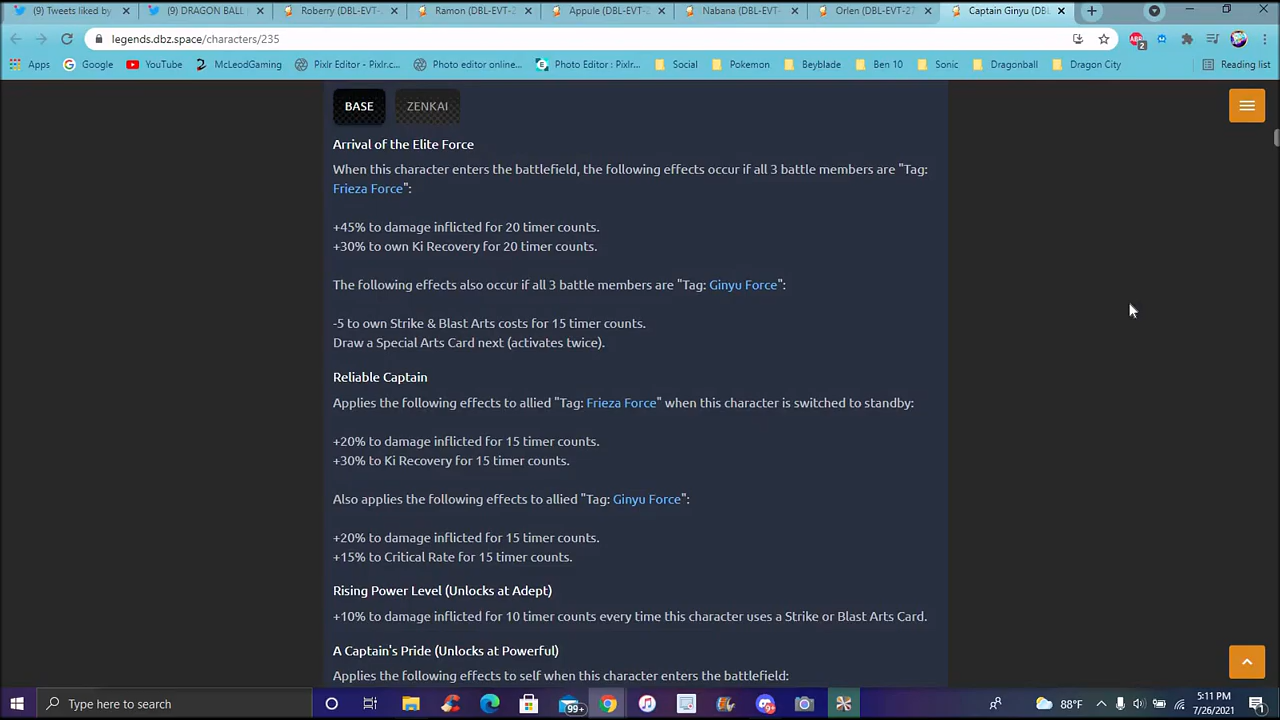 (9) Tweets liked by
(9) DRAGON BALL
Roberry (DBL-EVT-
Ramon (DBL-EVT-2
Appule (DBL-EVT-2
Nabana (DBL-EVT-
Orlen (DBL-EVT-27
Captain Ginyu (DBL
legends.dbz.space/characters/235
ABP
2
Apps
Google
YouTube
McLeodGaming
Pixlr Editor - Pixlr.c...
Photo editor online...
Photo Editor : Pixlr...
Social
Pokemon
Beyblade
Ben 10
Sonic
Dragonball
Dragon City
Reading list
BASE
ZENKAI
Arrival of the Elite Force
When this character enters the battlefield, the following effects occur if all 3 battle members are "Tag:
Frieza Force":
+45% to damage inflicted for 20 timer counts.
+30% to own Ki Recovery for 20 timer counts.
The following effects also occur if all 3 battle members are "Tag: Ginyu Force":
-5 to own Strike & Blast Arts costs for 15 timer counts.
Draw a Special Arts Card next (activates twice).
Reliable Captain
Applies the following effects to allied "Tag: Frieza Force" when this character is switched to standby:
+20% to damage inflicted for 15 timer counts.
+30% to Ki Recovery for 15 timer counts.
Also applies the following effects to allied "Tag: Ginyu Force":
+20% to damage inflicted for 15 timer counts.
+15% to Critical Rate for 15 timer counts.
Rising Power Level (Unlocks at Adept)
+10% to damage inflicted for 10 timer counts every time this character uses a Strike or Blast Arts Card.
A Captain's Pride (Unlocks at Powerful)
Applies the following effects to self when this character enters the battlefield:
Type here to search
99+
88°F
5:11 PM
7/26/2021
1